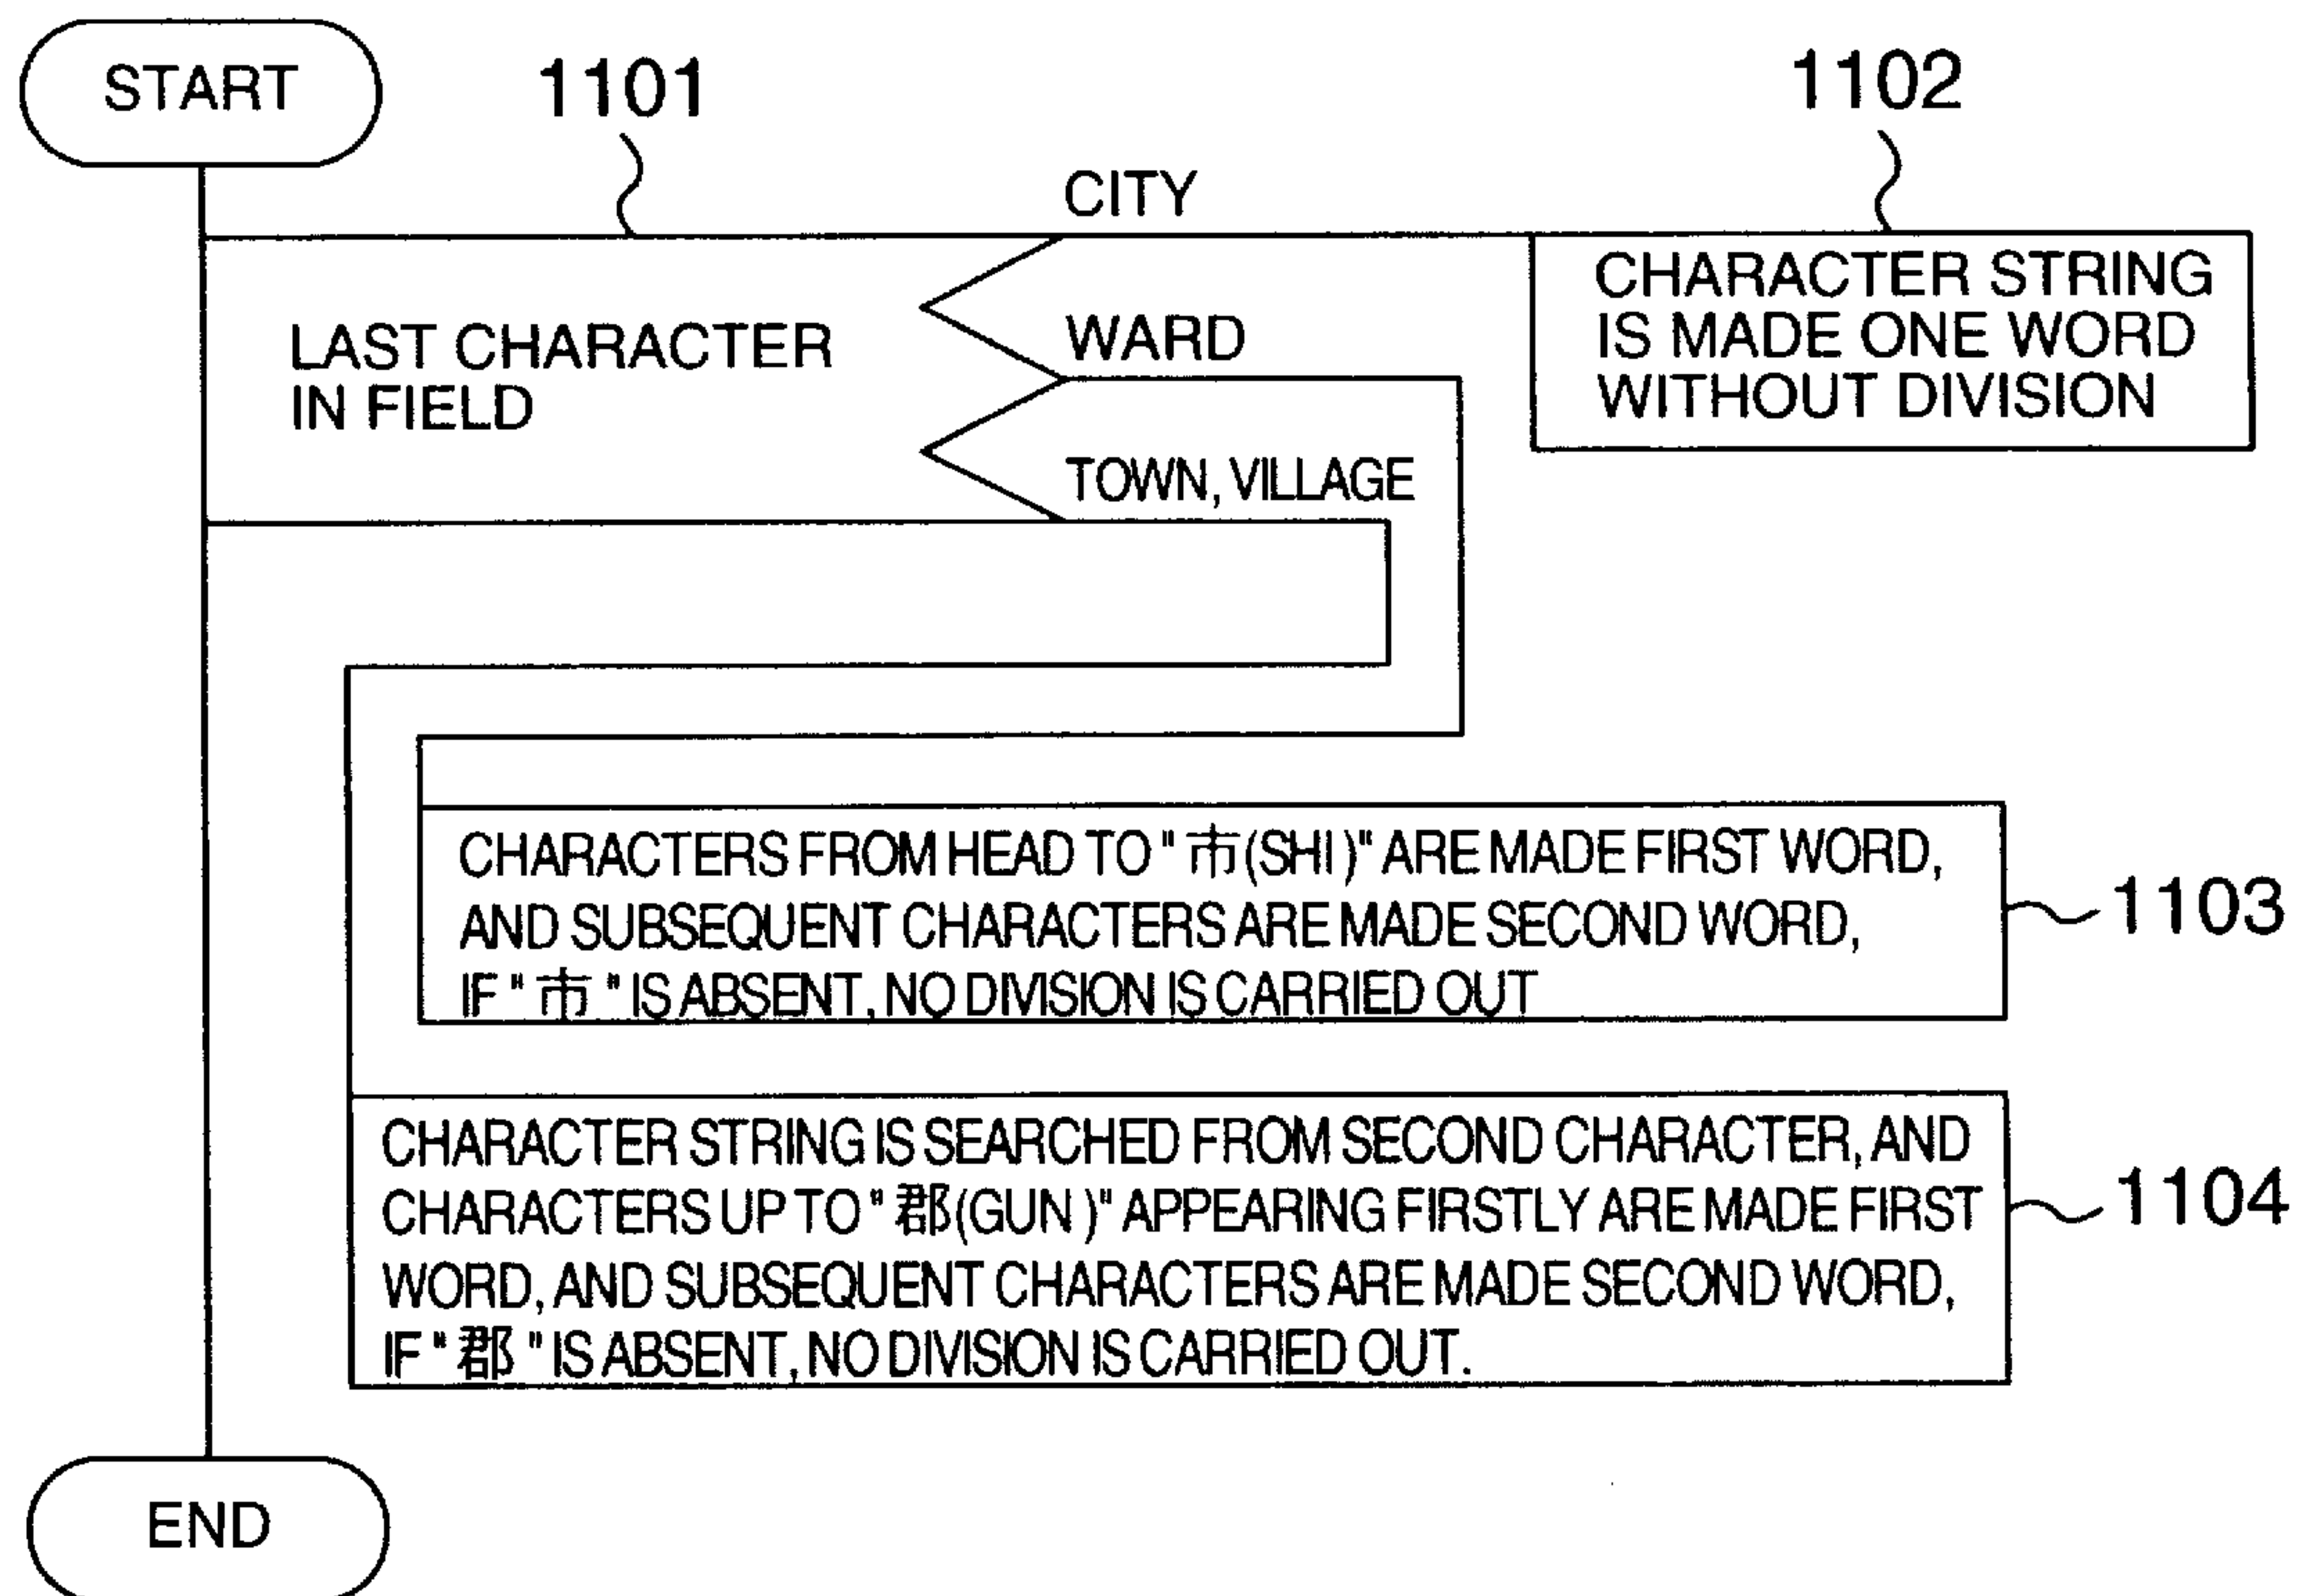 START
1101
1102
CITY
CHARACTER STRING
IS MADE ONE WORD
WITHOUT DIVISION
LAST CHARACTER
IN FIELD
WARD
TOWN, VILLAGE
CHARACTERS FROM HEAD TO "市(SHI)" ARE MADE FIRST WORD,
AND SUBSEQUENT CHARACTERS ARE MADE SECOND WORD,
IF "市" IS ABSENT, NO DIVISION IS CARRIED OUT
1103
CHARACTER STRING IS SEARCHED FROM SECOND CHARACTER, AND
CHARACTERS UP TO "郡(GUN)" APPEARING FIRSTLY ARE MADE FIRST
WORD, AND SUBSEQUENT CHARACTERS ARE MADE SECOND WORD,
IF "郡" IS ABSENT, NO DIVISION IS CARRIED OUT.
1104
END